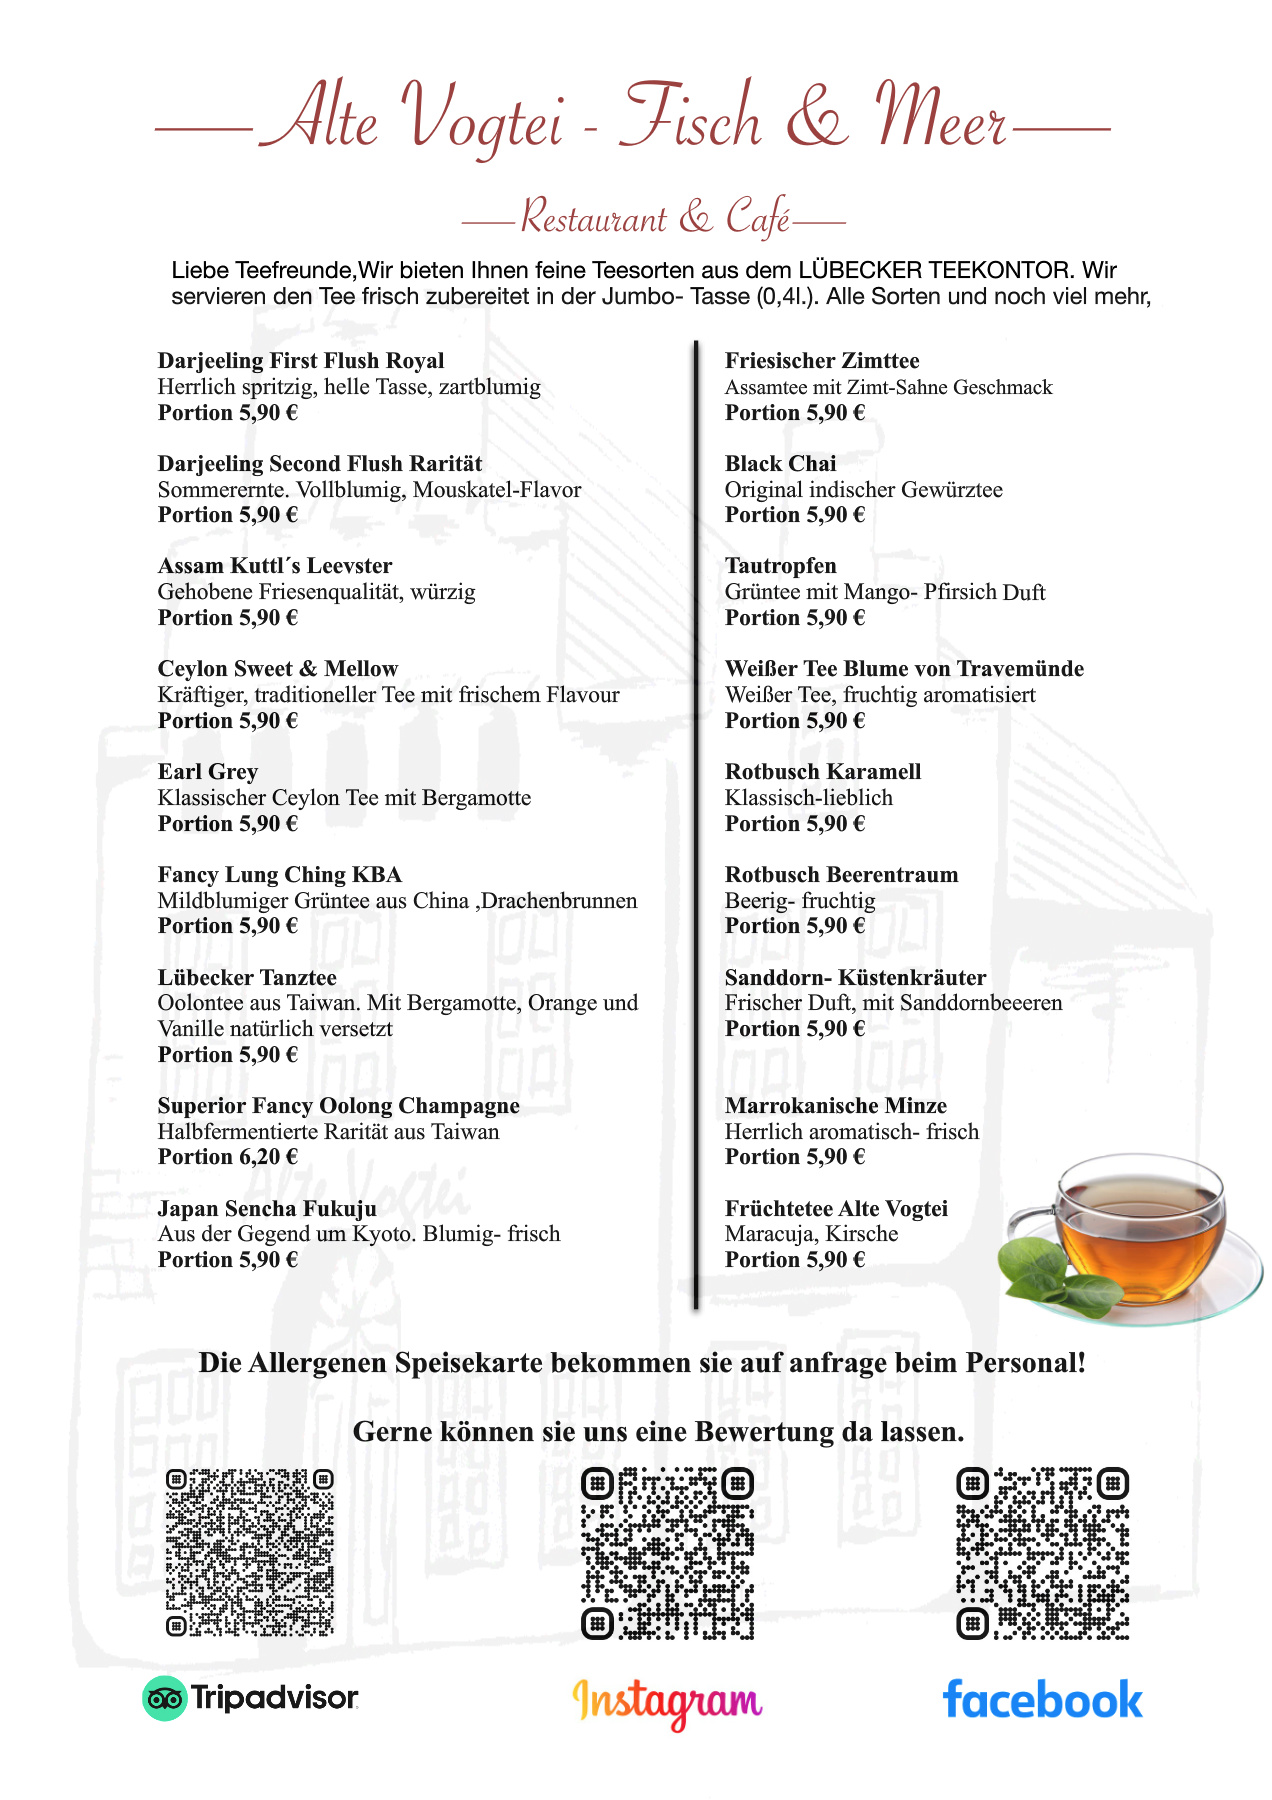 Alte Vogtei - Fisch & Meer
Restaurant & Café
Liebe Teefreunde,Wir bieten Ihnen feine Teesorten aus dem LÜBECKER TEEKONTOR. Wir
servieren den Tee frisch zubereitet in der Jumbo- Tasse (0,4l.). Alle Sorten und noch viel mehr,
Darjeeling First Flush Royal
Herrlich spritzig, helle Tasse, zartblumig
Portion 5,90 €
Darjeeling Second Flush Rarität
Sommerernte. Vollblumig, Mouskatel-Flavor
Portion 5,90 €
Assam Kuttl´s Leevster
Gehobene Friesenqualität, würzig
Portion 5,90 €
Ceylon Sweet & Mellow
Kräftiger, traditioneller Tee mit frischem Flavour
Portion 5,90 €
Earl Grey
Klassischer Ceylon Tee mit Bergamotte
Portion 5,90 €
Fancy Lung Ching KBA
Mildblumiger Grüntee aus China ,Drachenbrunnen
Portion 5,90 €
Lübecker Tanztee
Oolontee aus Taiwan. Mit Bergamotte, Orange und
Vanille natürlich versetzt
Portion 5,90 €
Superior Fancy Oolong Champagne
Halbfermentierte Rarität aus Taiwan
Portion 6,20 €
Japan Sencha Fukuju
Aus der Gegend um Kyoto. Blumig- frisch
Portion 5,90 €
Friesischer Zimttee
Assamtee mit Zimt-Sahne Geschmack
Portion 5,90 €
Black Chai
Original indischer Gewürztee
Portion 5,90 €
Tautropfen
Grüntee mit Mango- Pfirsich Duft
Portion 5,90 €
Weißer Tee Blume von Travemünde
Weißer Tee, fruchtig aromatisiert
Portion 5,90 €
Rotbusch Karamell
Klassisch-lieblich
Portion 5,90 €
Rotbusch Beerentraum
Beerig- fruchtig
Portion 5,90 €
Sanddorn- Küstenkräuter
Frischer Duft, mit Sanddornbeeeren
Portion 5,90 €
Marrokanische Minze
Herrlich aromatisch- frisch
Portion 5,90 €
Früchtetee Alte Vogtei
Maracuja, Kirsche
Portion 5,90 €
Alte Vogtei
Die Allergenen Speisekarte bekommen sie auf anfrage beim Personal!
Gerne können sie uns eine Bewertung da lassen.
Tripadvisor
Instagram
facebook